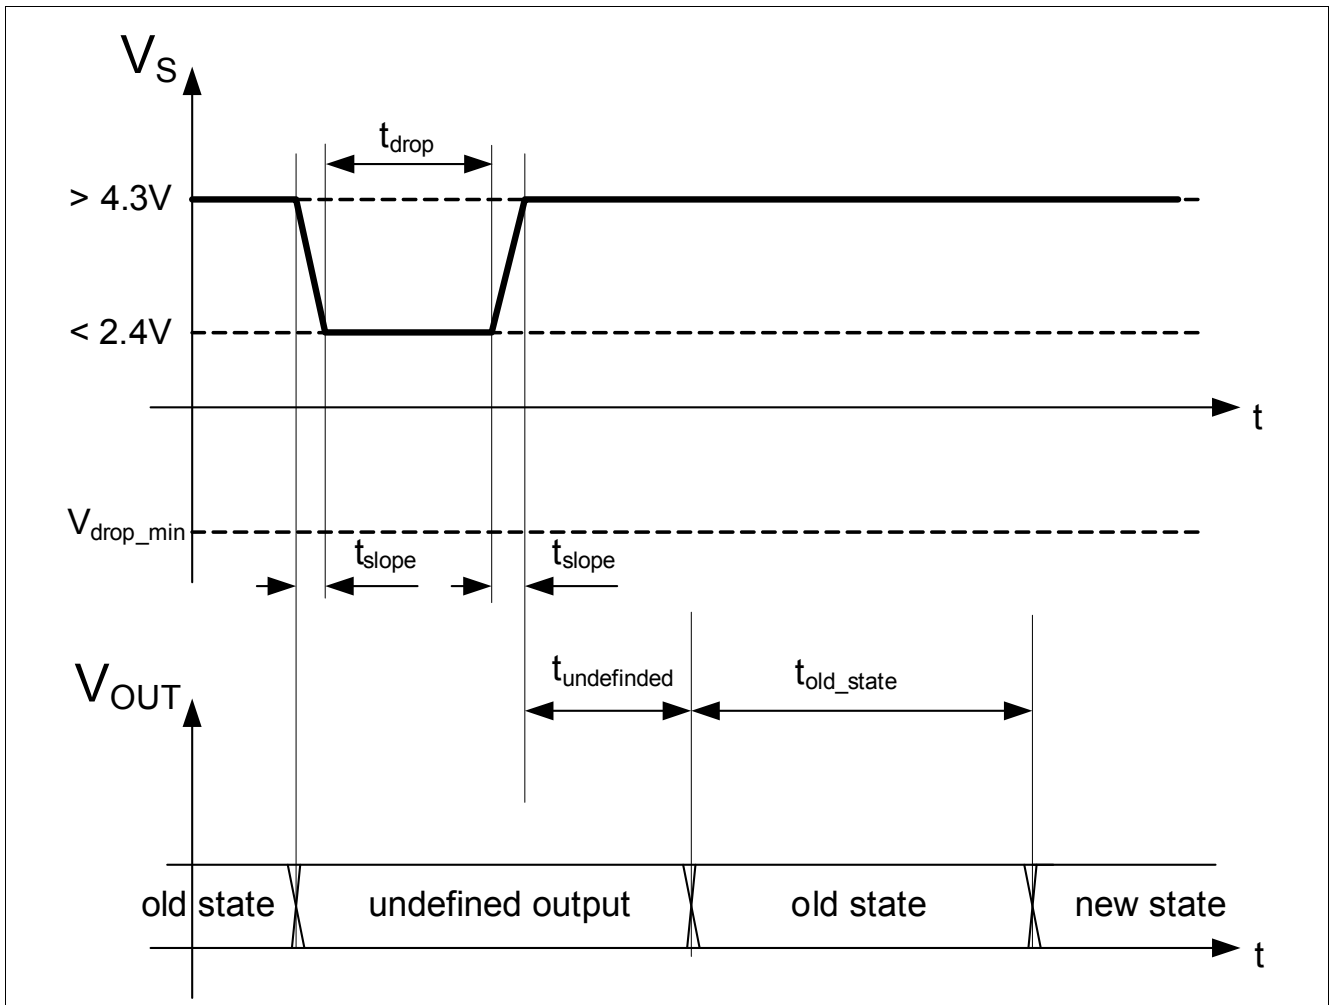 VS
tdrop
> 4.3V
< 2.4V
t
Vdrop_min
tslope
tslope
tundefinded
told_state
VOUT
old state
undefined output
old state
new state
t